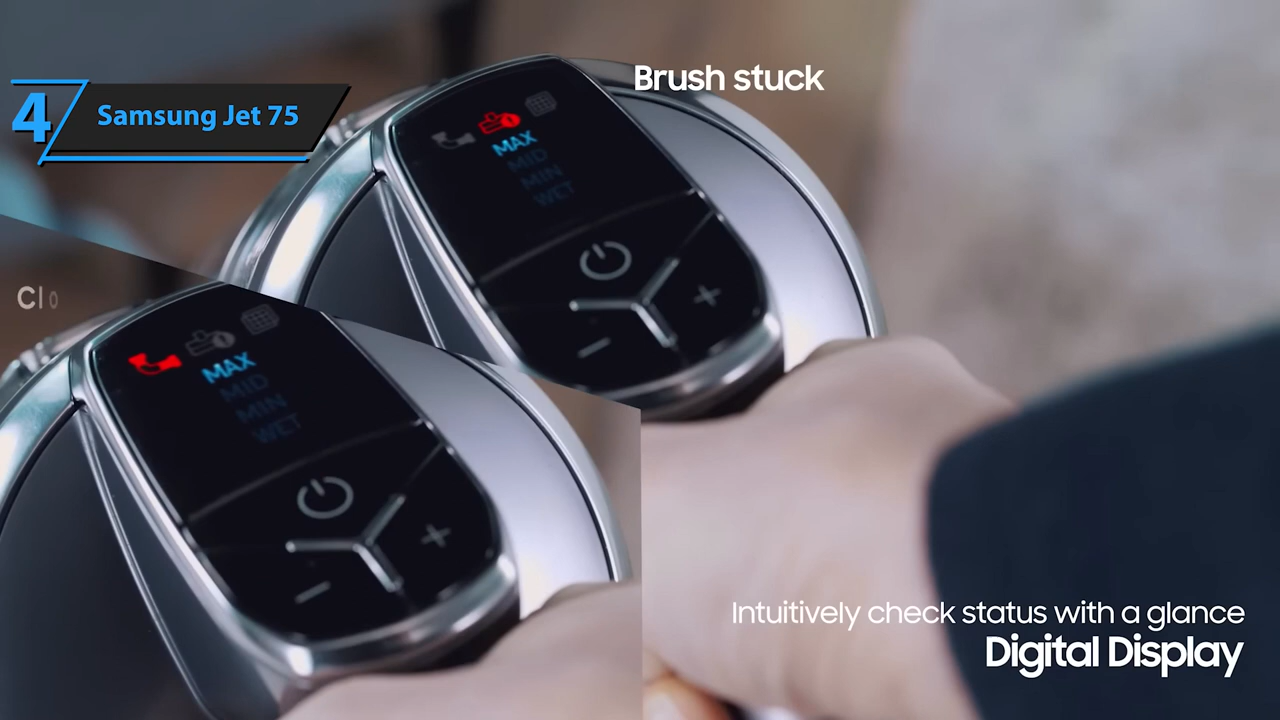 4
Samsung Jet 75
Brush stuck
MAX
MID
MIN
WET
MAX
MID
MIN
WET
Intuitively check status with a glance
Digital Display